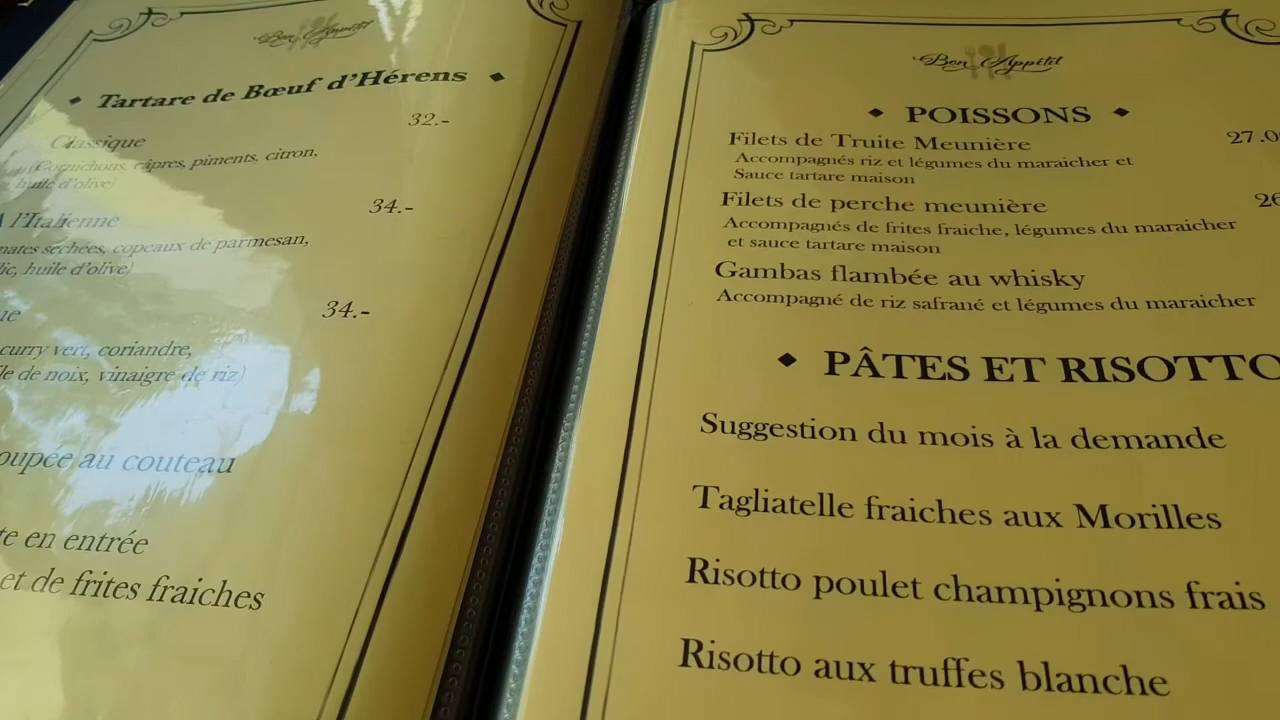 Bon Appétit
Tartare de Bœuf d'Hérens
32.-
Classique
(Cornichons, câpres, piments, citron,
huile d'olive)
34.-
A l'Italienne
copeaux de parmesan,
huile d'olive)
34.-
curry vert, coriandre,
de noix, vinaigre de riz)
au couteau
en entrée
et de frites fraiches
Bon Appétit
POISSONS
Filets de Truite Meunière
Accompagnés riz et légumes du maraicher et
Sauce tartare maison
Filets de perche meunière
Accompagnés de frites fraiche, légumes du maraicher
et sauce tartare maison
Gambas flambée au whisky
Accompagné de riz safrané et légumes du maraicher
PÂTES ET RISOTTO
Suggestion du mois à la demande
Tagliatelle fraiches aux Morilles
Risotto poulet champignons frais
Risotto aux truffes blanche